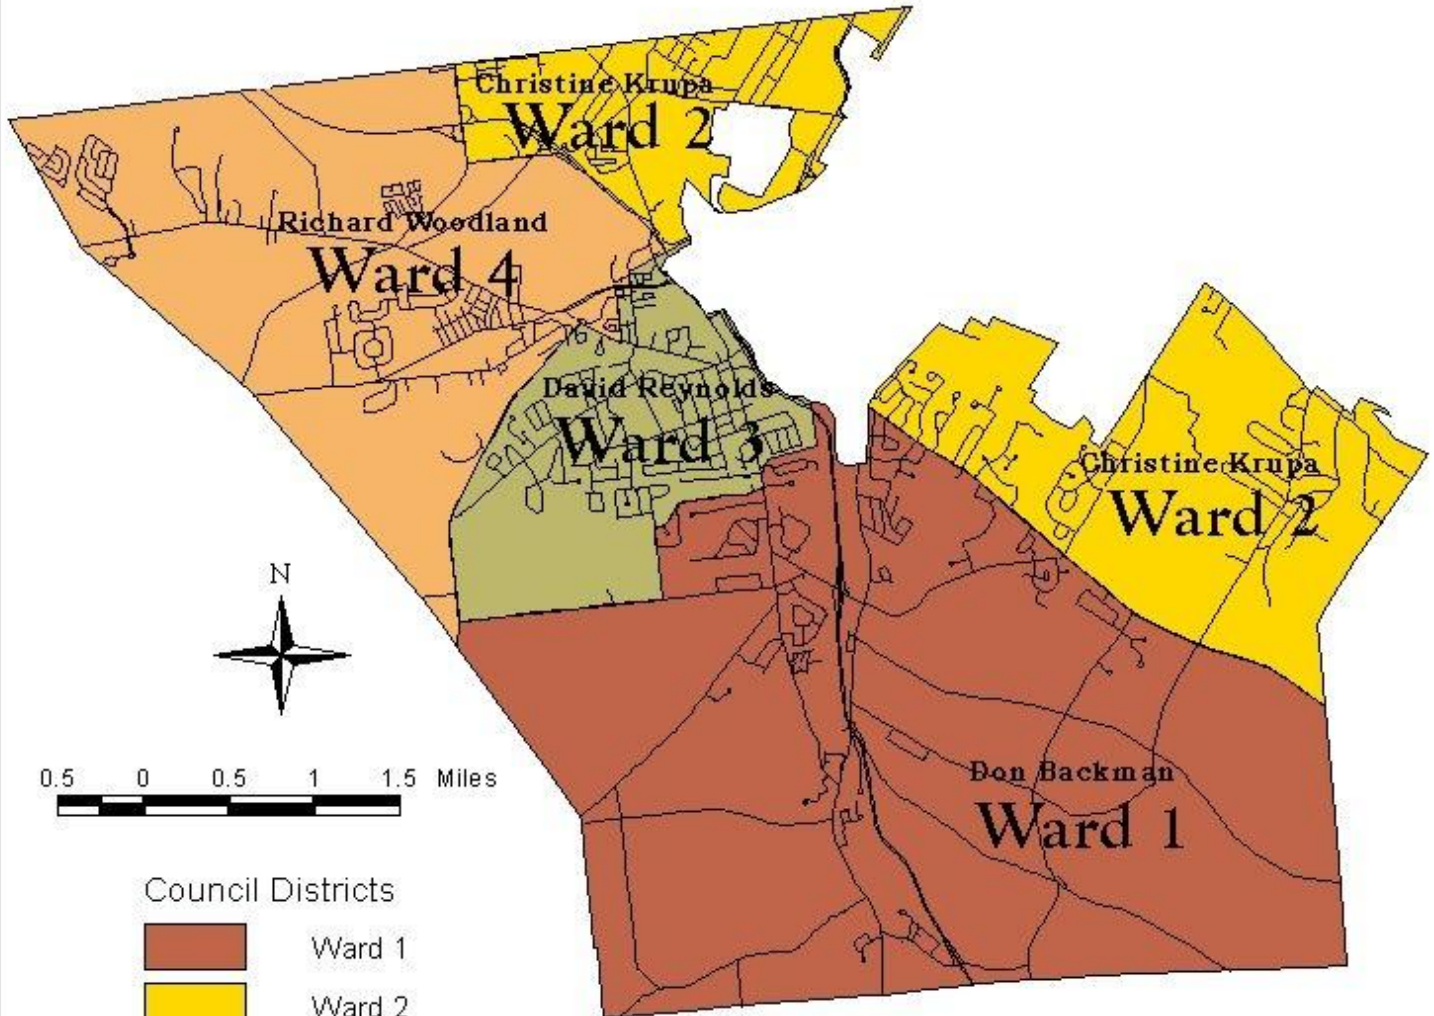 Christine Krupa
Ward 2
Richard Woodland
Ward 4
David Reynolds
Ward 3
Christine Krupa
Ward 2
N
0.5 0 0.5 1 1.5 Miles
Don Backman
Ward 1
Council Districts
Ward 1
Ward 2